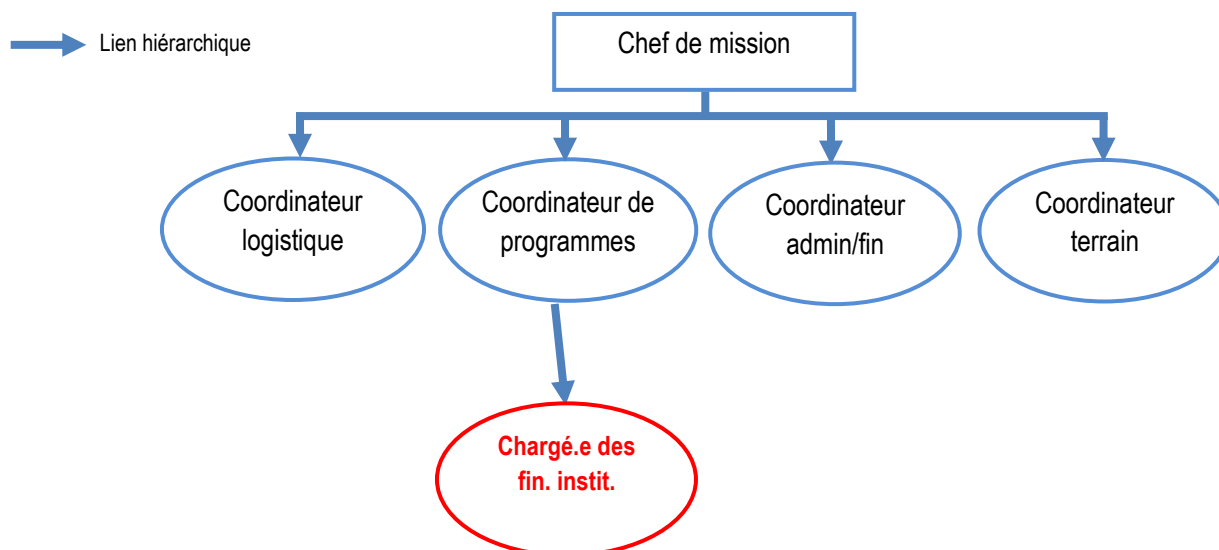 Lien hiérarchique
Chef de mission
Coordinateur
logistique
Coordinateur de
programmes
Coordinateur
admin/fin
Coordinateur
terrain
Chargé.e des
fin. instit.